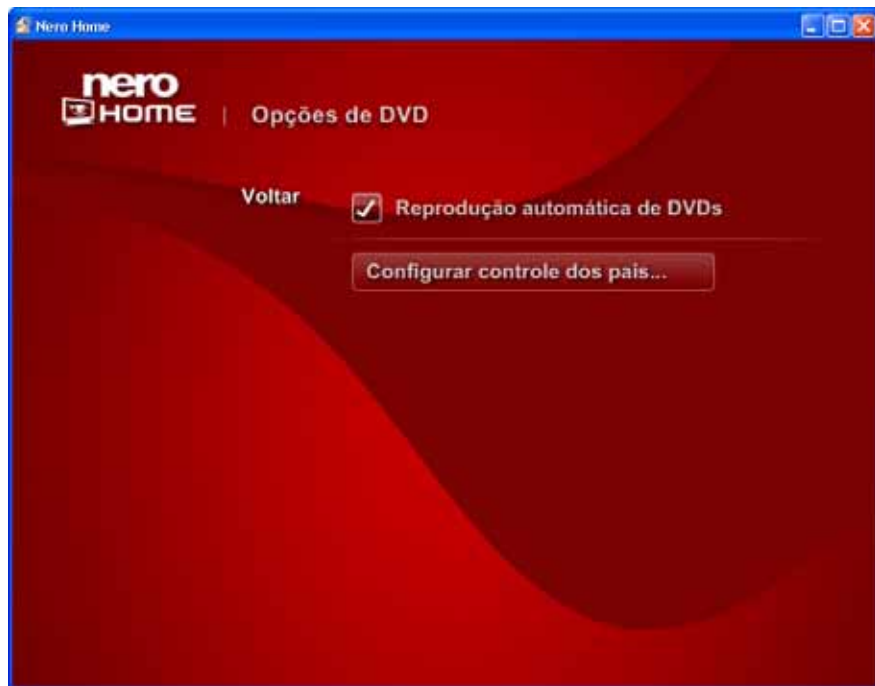 Nero Home
nero
HOME | Opções de DVD
Voltar
Reprodução automática de DVDs
Configurar controle dos pais...